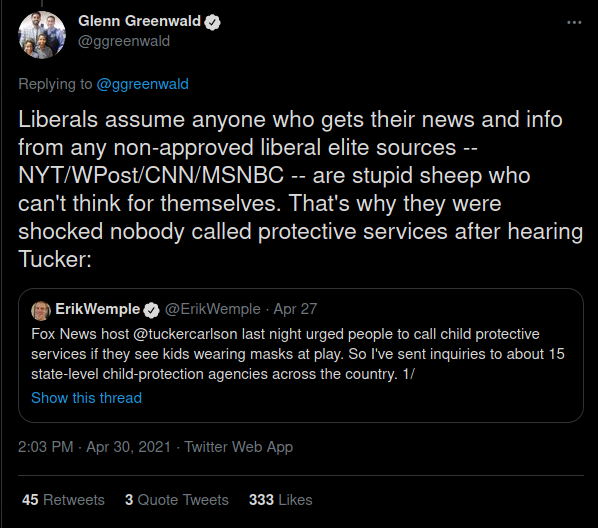 Glenn Greenwald
@ggreenwald
Replying to @ggreenwald
Liberals assume anyone who gets their news and info
from any non-approved liberal elite sources --
NYT/WPost/CNN/MSNBC -- are stupid sheep who
can't think for themselves. That's why they were
shocked nobody called protective services after hearing
Tucker:
ErikWemple @ErikWemple · Apr 27
Fox News host @tuckercarlson last night urged people to call child protective
services if they see kids wearing masks at play. So I've sent inquiries to about 15
state-level child-protection agencies across the country. 1/
Show this thread
2:03 PM · Apr 30, 2021 · Twitter Web App
45 Retweets 3 Quote Tweets 333 Likes